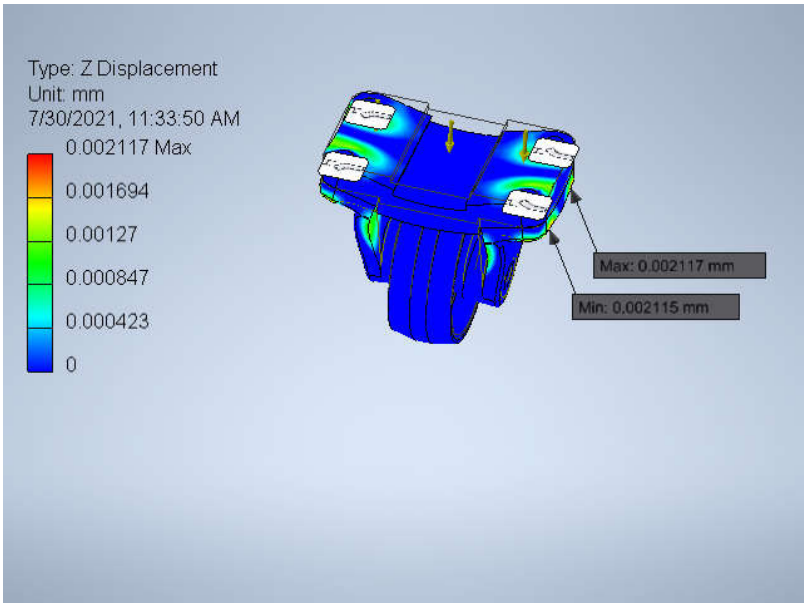 Type: Z Displacement
Unit: mm
7/30/2021, 11:33:50 AM
0.002117 Max
0.001694
0.00127
0.000847
0.000423
0
Max: 0.002117 mm
Min: 0.002115 mm